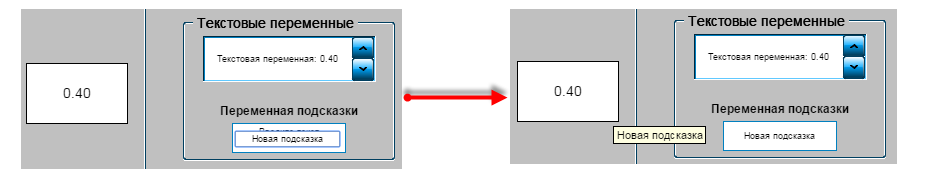 Текстовые переменные
Текстовая переменная: 0.40
0.40
Переменная подсказки
Новая подсказка
Текстовые переменные
Текстовая переменная: 0.40
0.40
Переменная подсказки
Новая подсказка
Новая подсказка